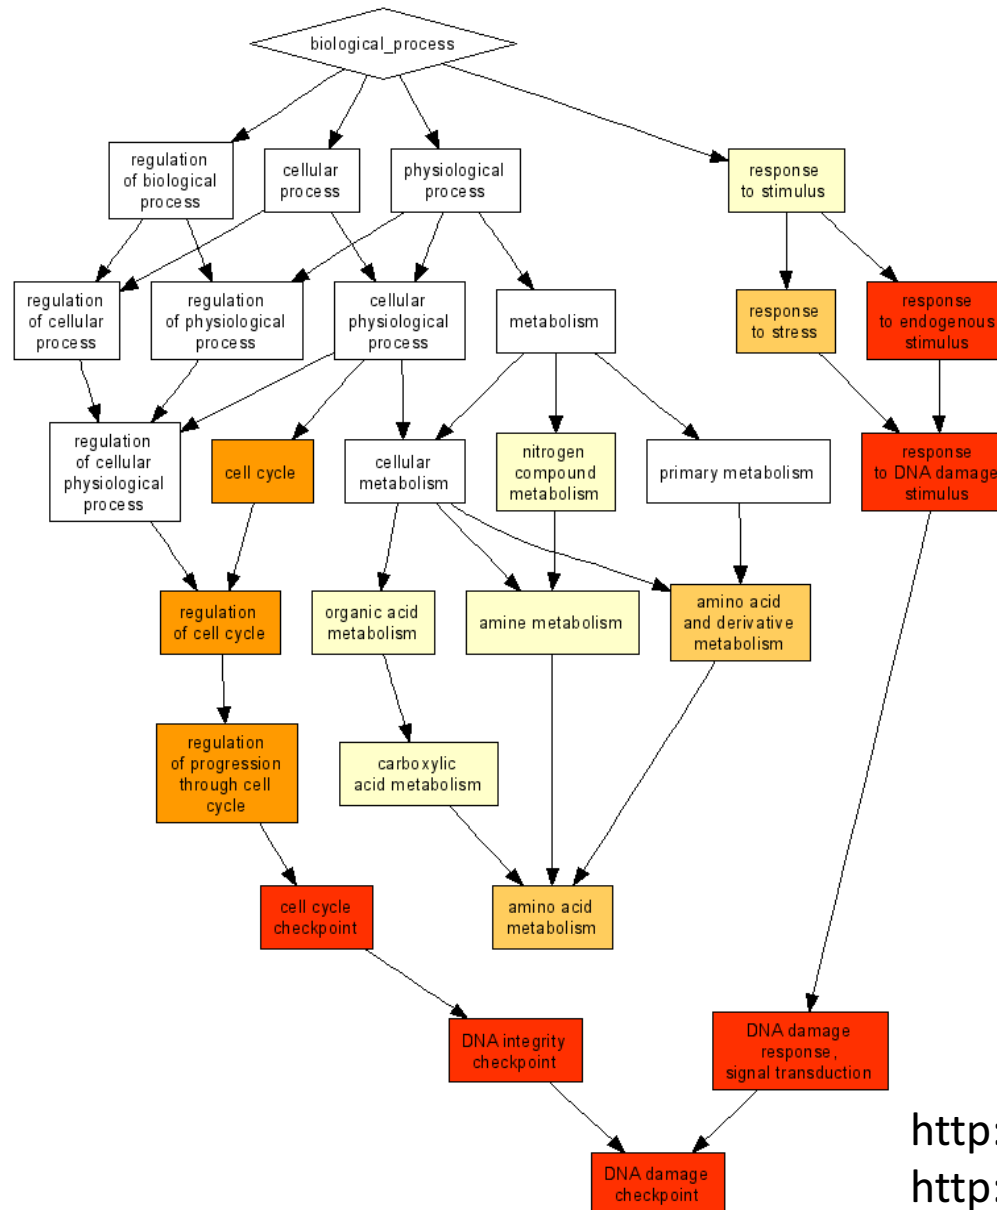 biological_process
regulation
of biological
process
cellular
process
physiological
process
response
to stimulus
regulation
of cellular
process
regulation
of physiological
process
cellular
physiological
process
metabolism
response
to stress
response
to endogenous
stimulus
regulation
of cellular
physiological
process
cell cycle
cellular
metabolism
nitrogen
compound
metabolism
primary metabolism
response
to DNA damage
stimulus
regulation
of cell cycle
organic acid
metabolism
amine metabolism
amino acid
and derivative
metabolism
regulation
of progression
through cell
cycle
carboxylic
acid metabolism
cell cycle
checkpoint
amino acid
metabolism
DNA integrity
checkpoint
DNA damage
response,
signal transduction
DNA damage
checkpoint
http:
http: